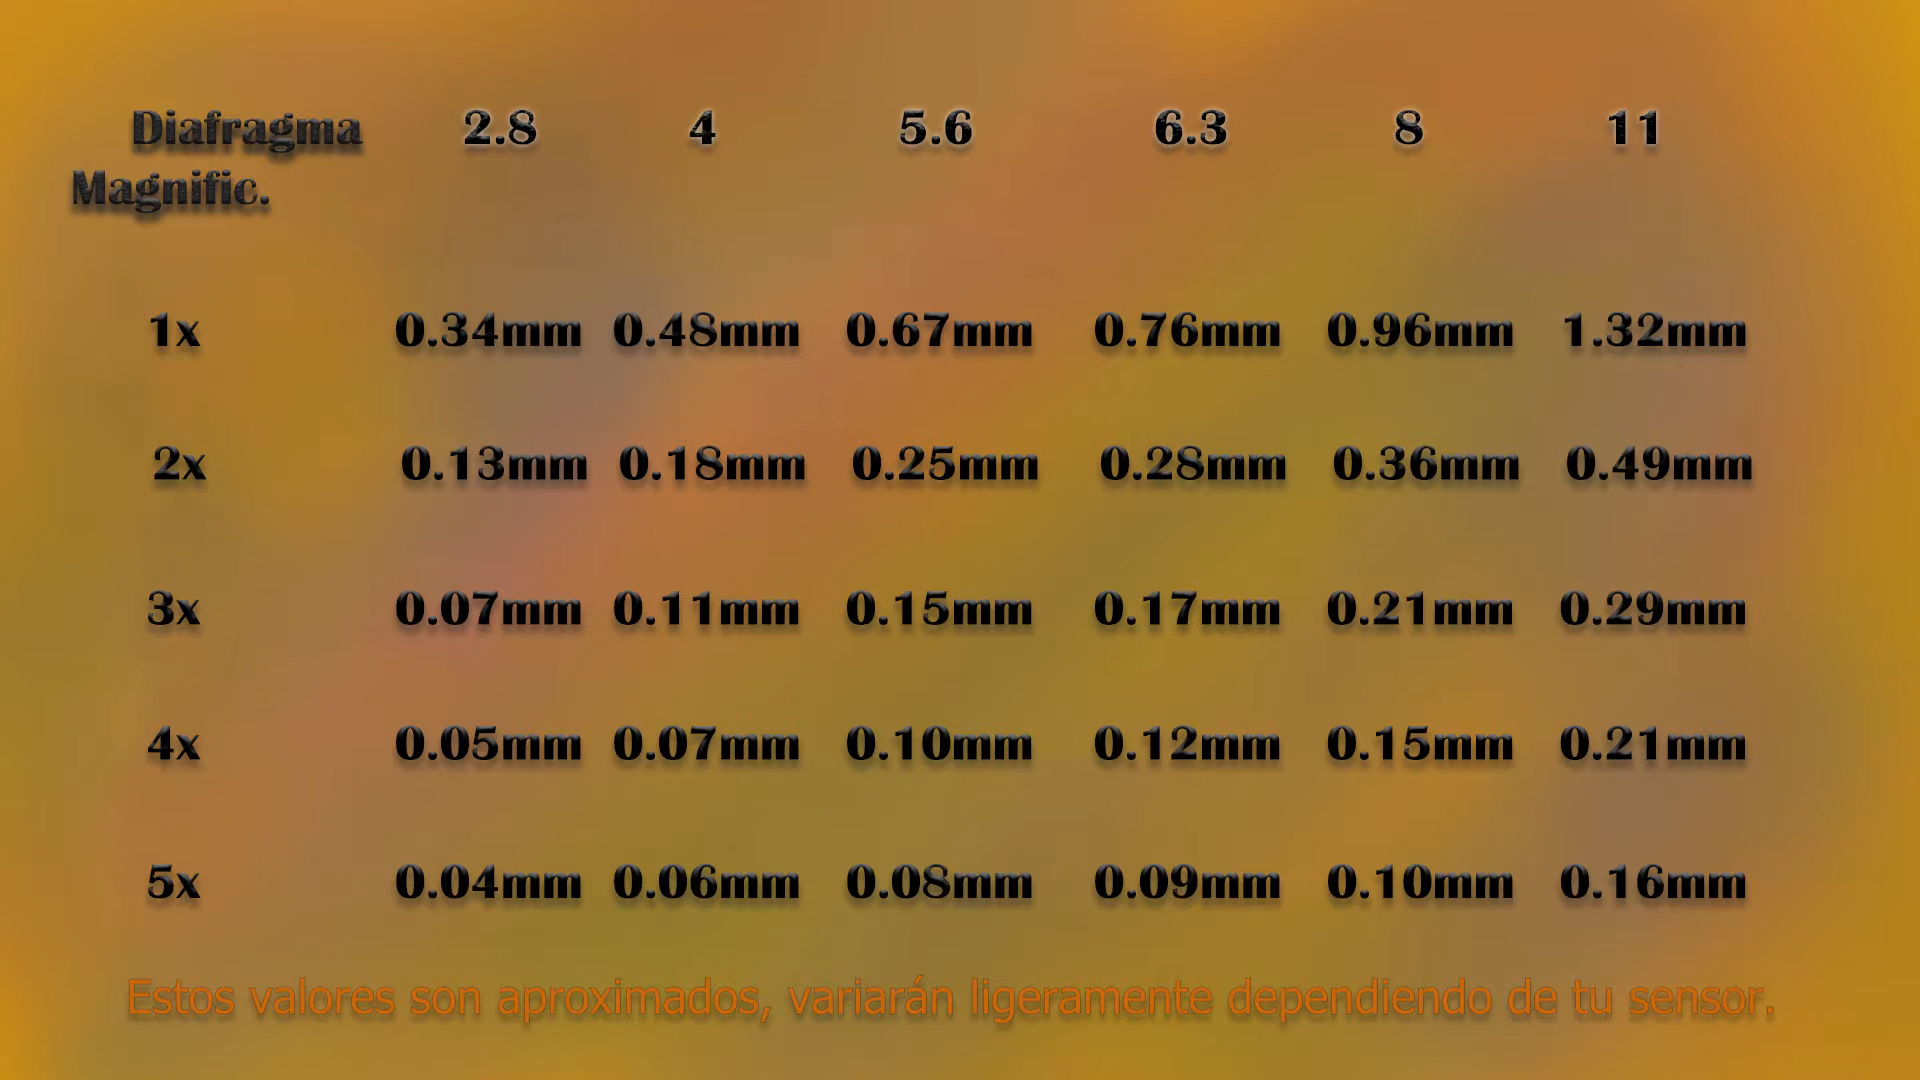 Diafragma 2.8 4 5.6 6.3 8 11
Magnific.
1x 0.34mm 0.48mm 0.67mm 0.76mm 0.96mm 1.32mm
2x 0.13mm 0.18mm 0.25mm 0.28mm 0.36mm 0.49mm
3x 0.07mm 0.11mm 0.15mm 0.17mm 0.21mm 0.29mm
4x 0.05mm 0.07mm 0.10mm 0.12mm 0.15mm 0.21mm
5x 0.04mm 0.06mm 0.08mm 0.09mm 0.10mm 0.16mm
Estos valores son aproximados, variarán ligeramente dependiendo de tu sensor.